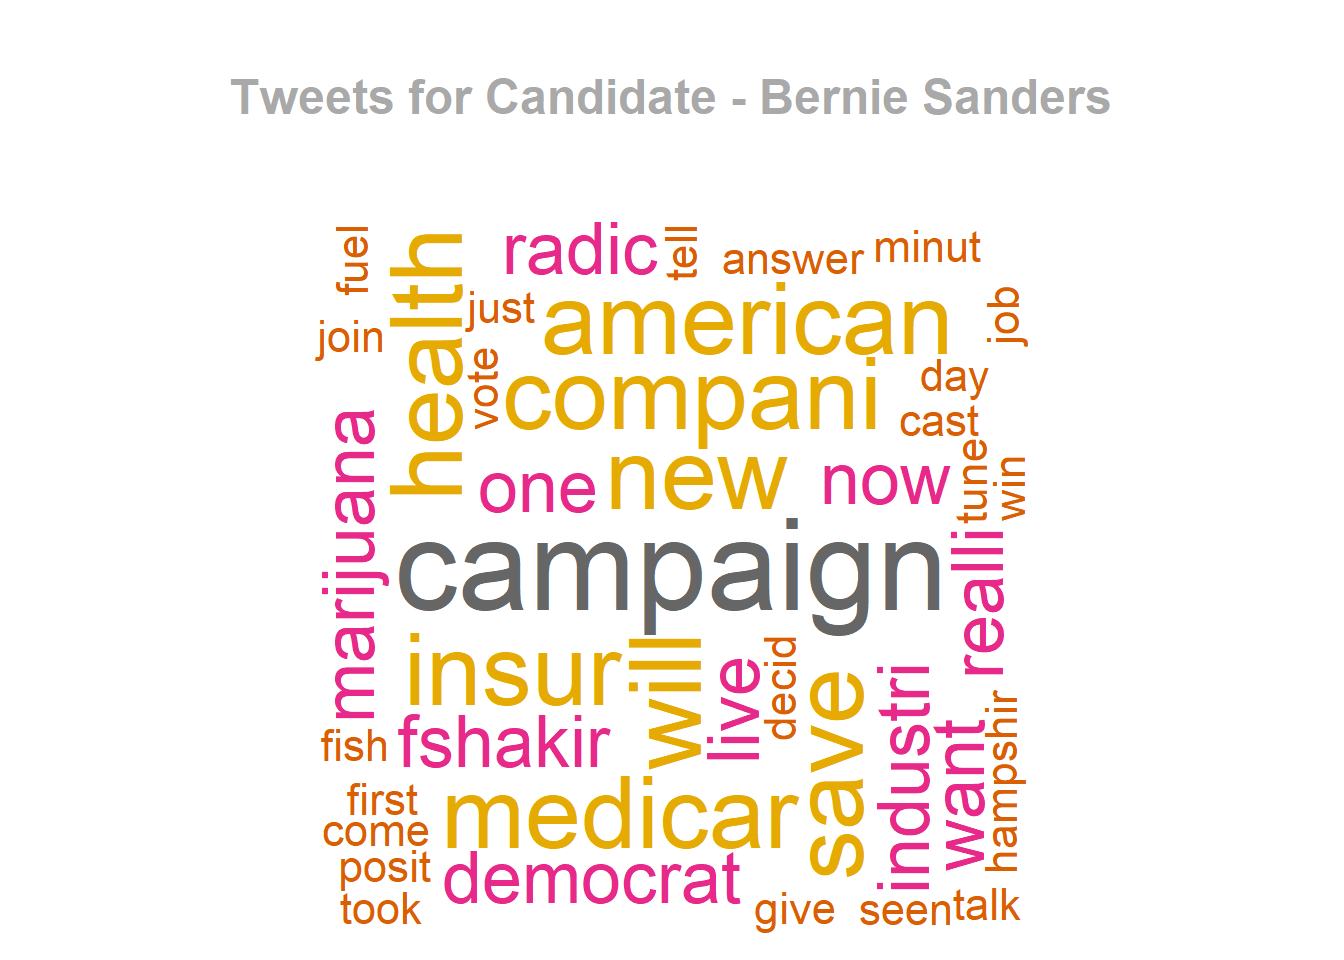 Tweets for Candidate - Bernie Sanders
fuel
health
radic
tell
answer
minut
join
just
american
job
vote
compani
day
cast
marijuana
one
new
now
tune
win
campaign
realli
insur
will
live
decid
save
industri
want
hampshir
fish
fshakir
first
medicar
come
posit
democrat
took
give
seen
talk